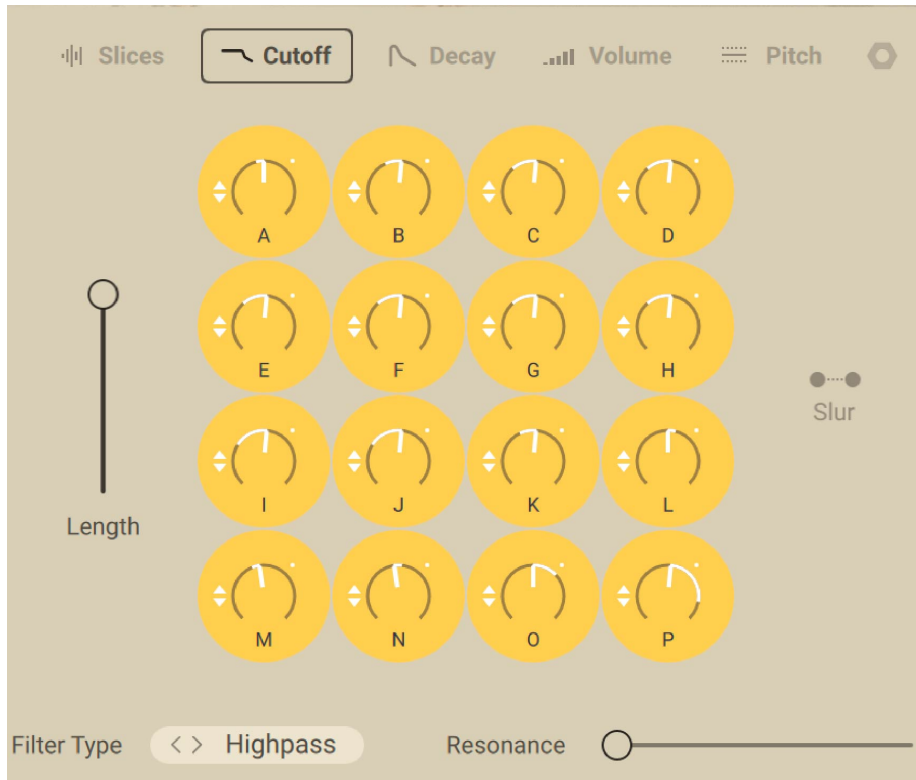 Slices Cutoff Decay Volume Pitch
A B C D
E F G H
Slur
I J K L
Length
M N O P
Filter Type Highpass Resonance